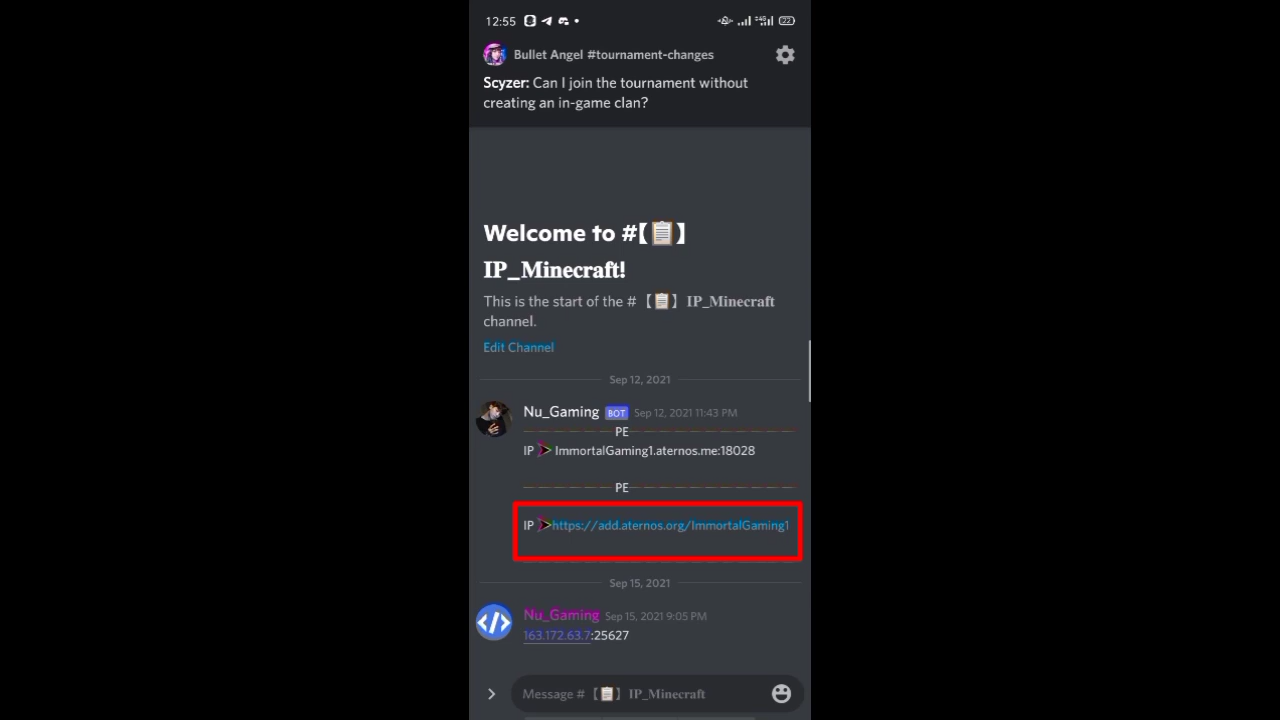 12:55
22
Bullet Angel #tournament-changes
Scyzer: Can I join the tournament without
creating an in-game clan?
Welcome to #【📋】
IP_Minecraft!
This is the start of the #【📋】IP_Minecraft
channel.
Edit Channel
Sep 12, 2021
Nu_Gaming BOT Sep 12, 2021 11:43 PM
PE
IP ImmortalGaming1.aternos.me:18028
PE
IP https://add.aternos.org/ImmortalGaming1
Sep 15, 2021
Nu_Gaming Sep 15, 2021 9:05 PM
163.172.63.7:25627
Message #【📋】IP_Minecraft